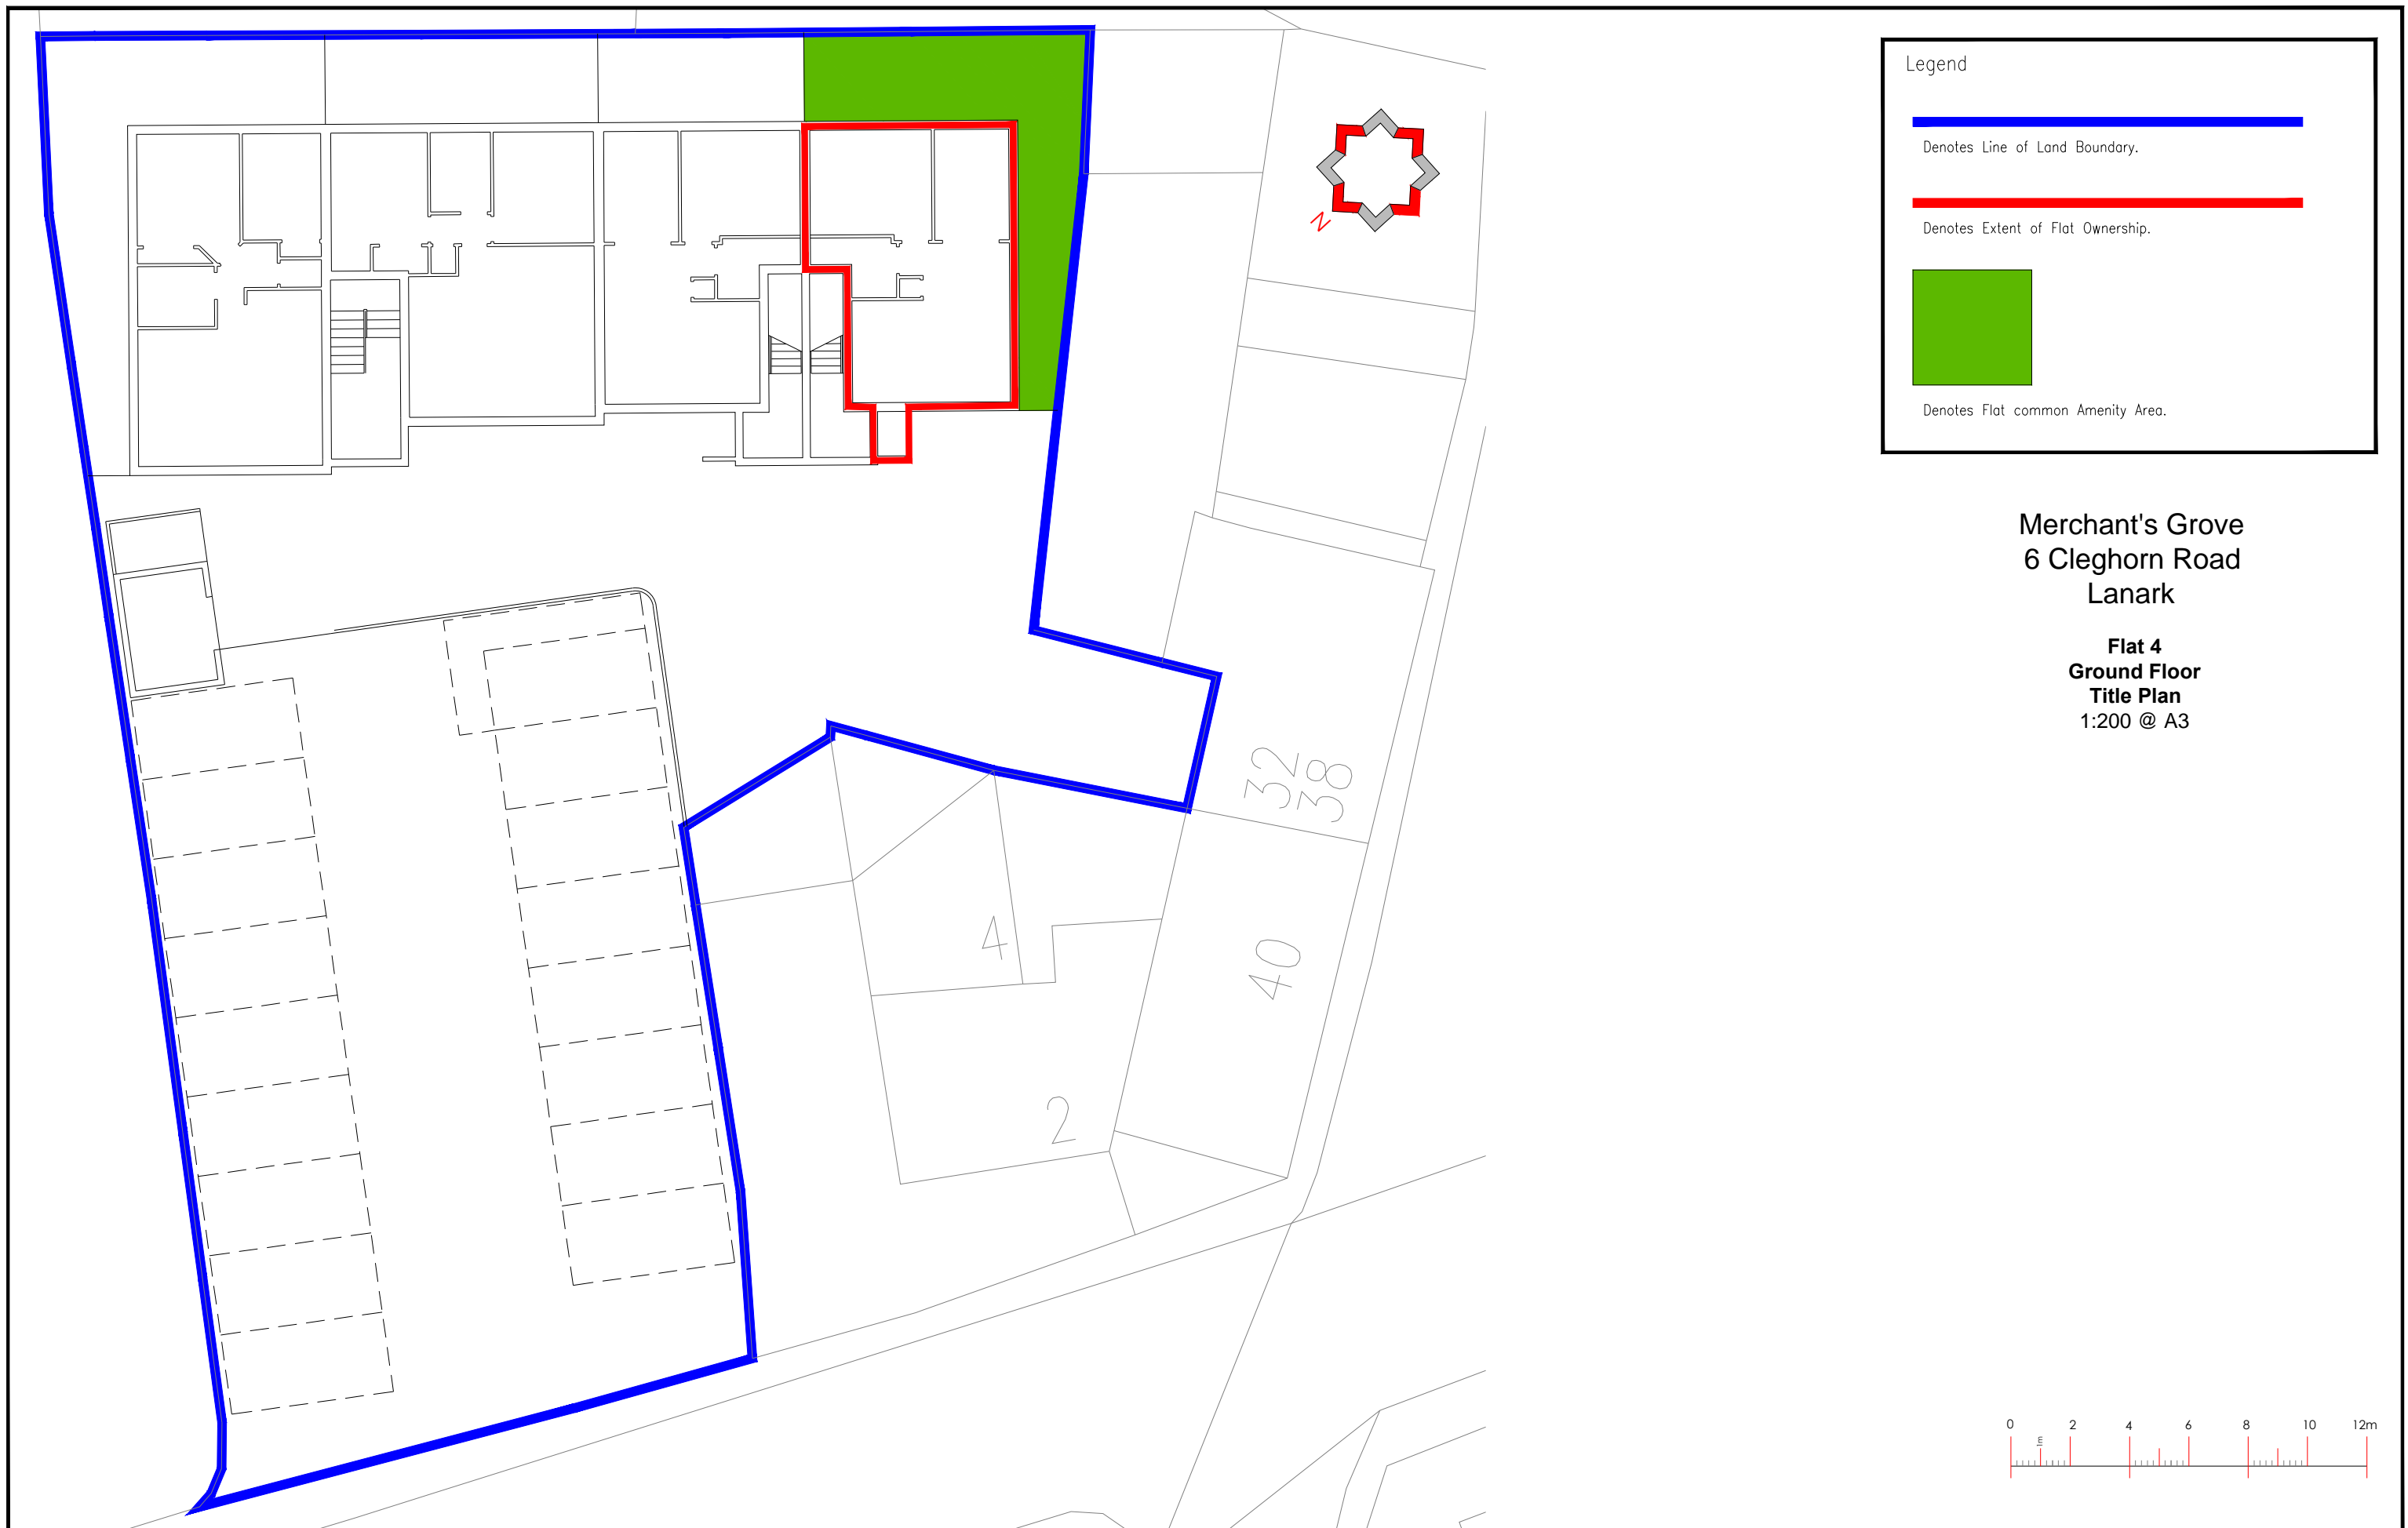 Legend
Denotes Line of Land Boundary.
Denotes Extent of Flat Ownership.
Denotes Flat common Amenity Area.
N
Merchant's Grove
6 Cleghorn Road
Lanark
Flat 4
Ground Floor
Title Plan
1:200 @ A3
32
38
4
40
2
0 2 4 6 8 10 12m
1m